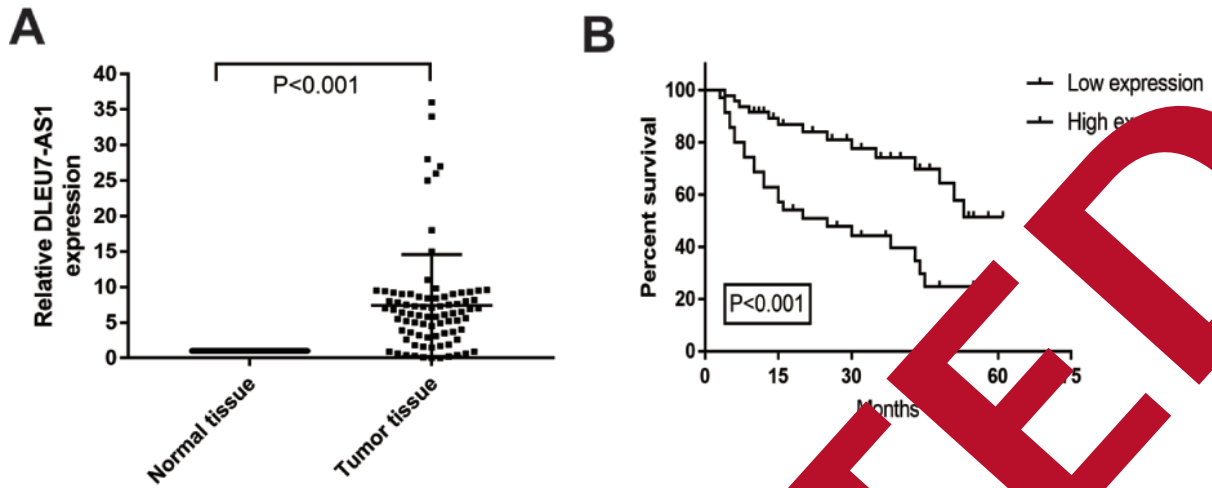 A
P<0.001
40
35
30
25
20
15
10
5
0
Relative DLEU7-AS1
expression
Normal tissue
Tumor tissue
B
Low expression
High
100
80
60
40
20
0
Percent survival
P<0.001
0
15
30
60
Months